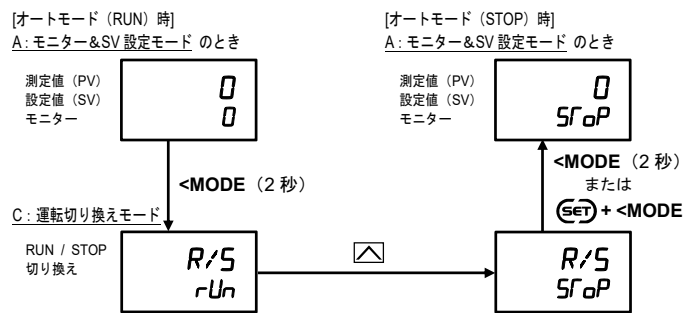 [オートモード（RUN）時]
A : モニター&SV 設定モード のとき
測定値（PV）
設定値（SV）
モニター
0
0
<MODE（2 秒）
C : 運転切り換えモード
RUN / STOP
切り換え
R/S
rUn
[オートモード（STOP）時]
A : モニター&SV 設定モード のとき
測定値（PV）
設定値（SV）
モニター
0
SToP
<MODE（2 秒）
または
SET + <MODE
R/S
SToP